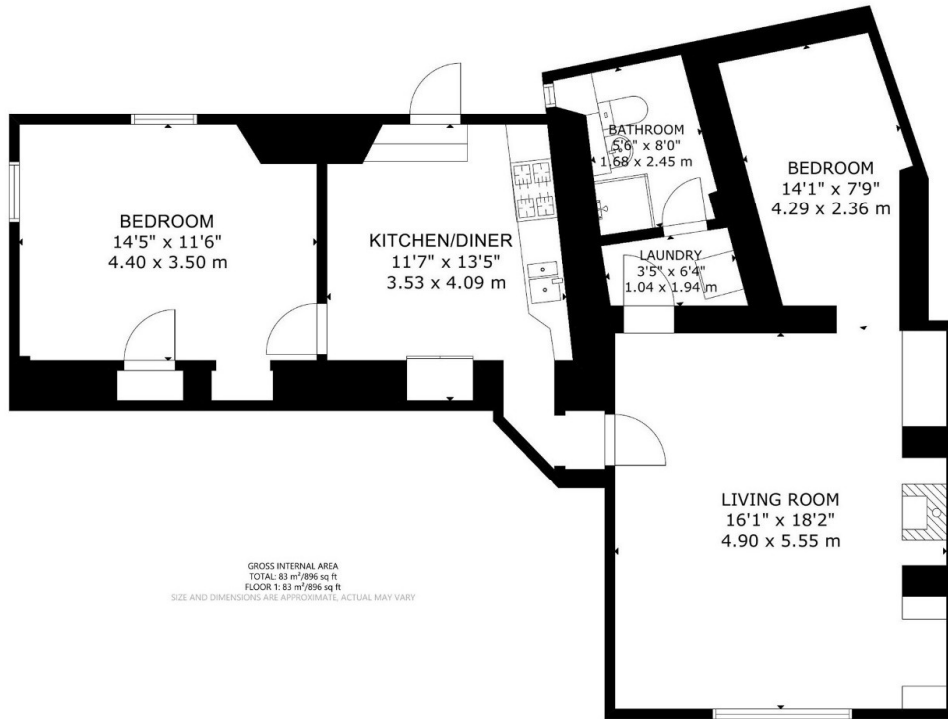 BEDROOM
14'5" x 11'6"
4.40 x 3.50 m
KITCHEN/DINER
11'7" x 13'5"
3.53 x 4.09 m
BATHROOM
5'6" x 8'0"
1.68 x 2.45 m
BEDROOM
14'1" x 7'9"
4.29 x 2.36 m
LAUNDRY
3'5" x 6'4"
1.04 x 1.94 m
LIVING ROOM
16'1" x 18'2"
4.90 x 5.55 m
GROSS INTERNAL AREA
TOTAL: 83 m²/896 sq ft
FLOOR 1: 83 m²/896 sq ft
SIZE AND DIMENSIONS ARE APPROXIMATE, ACTUAL MAY VARY